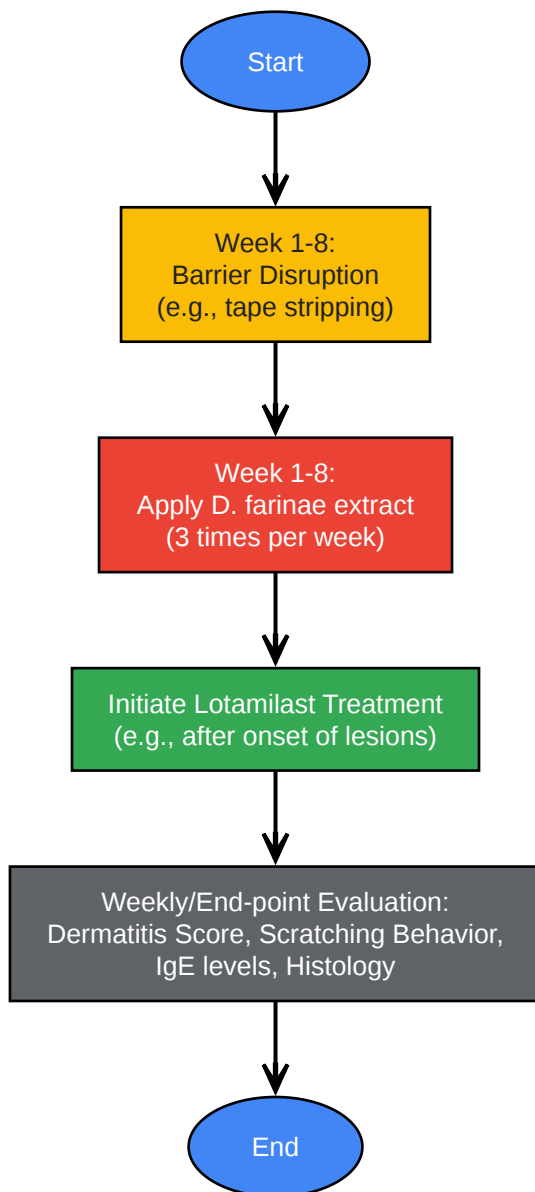 Start
Week 1-8:
Barrier Disruption
(e.g., tape stripping)
Week 1-8:
Apply D. farinae extract
(3 times per week)
Initiate Lotamilast Treatment
(e.g., after onset of lesions)
Weekly/End-point Evaluation:
Dermatitis Score, Scratching Behavior,
IgE levels, Histology
End